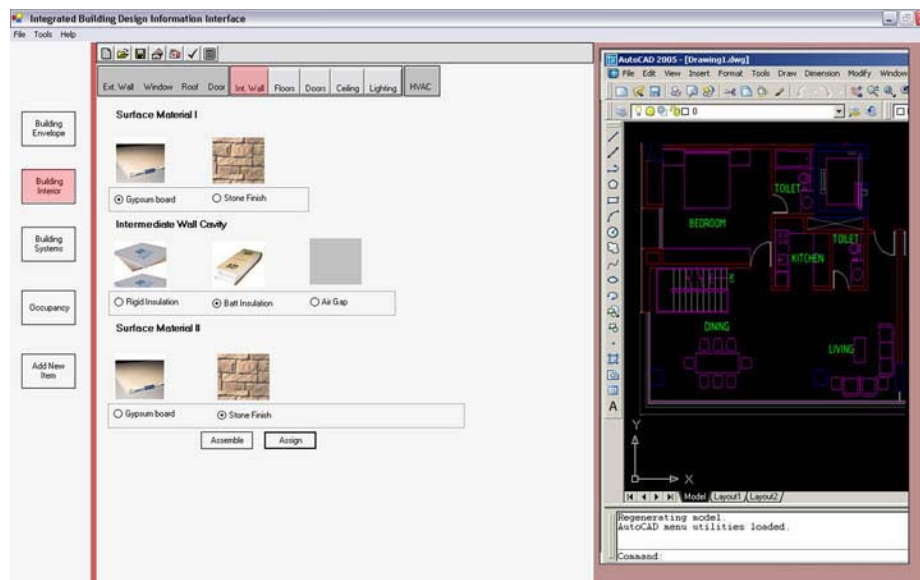 Integrated Building Design Information Interface
File Tools Help
Ext. Wall Window Roof Door Int. Wall Floors Doors Ceiling Lighting HVAC
Building
Envelope
Building
Interior
Building
Systems
Occupancy
Add New
Item
Surface Material I
Gypsum board Stone Finish
Intermediate Wall Cavity
Rigid Insulation Batt Insulation Air Gap
Surface Material II
Gypsum board Stone Finish
Assemble Assign
AutoCAD 2005 - [Drawing1.dwg]
File Edit View Insert Format Tools Draw Dimension Modify Window
0
TOILET
BEDROOM
TOILET
KITCHEN
DINING
LIVING
A
Y
X
Model Layout1 Layout2
Regenerating model.
AutoCAD menu utilities loaded.
Command: